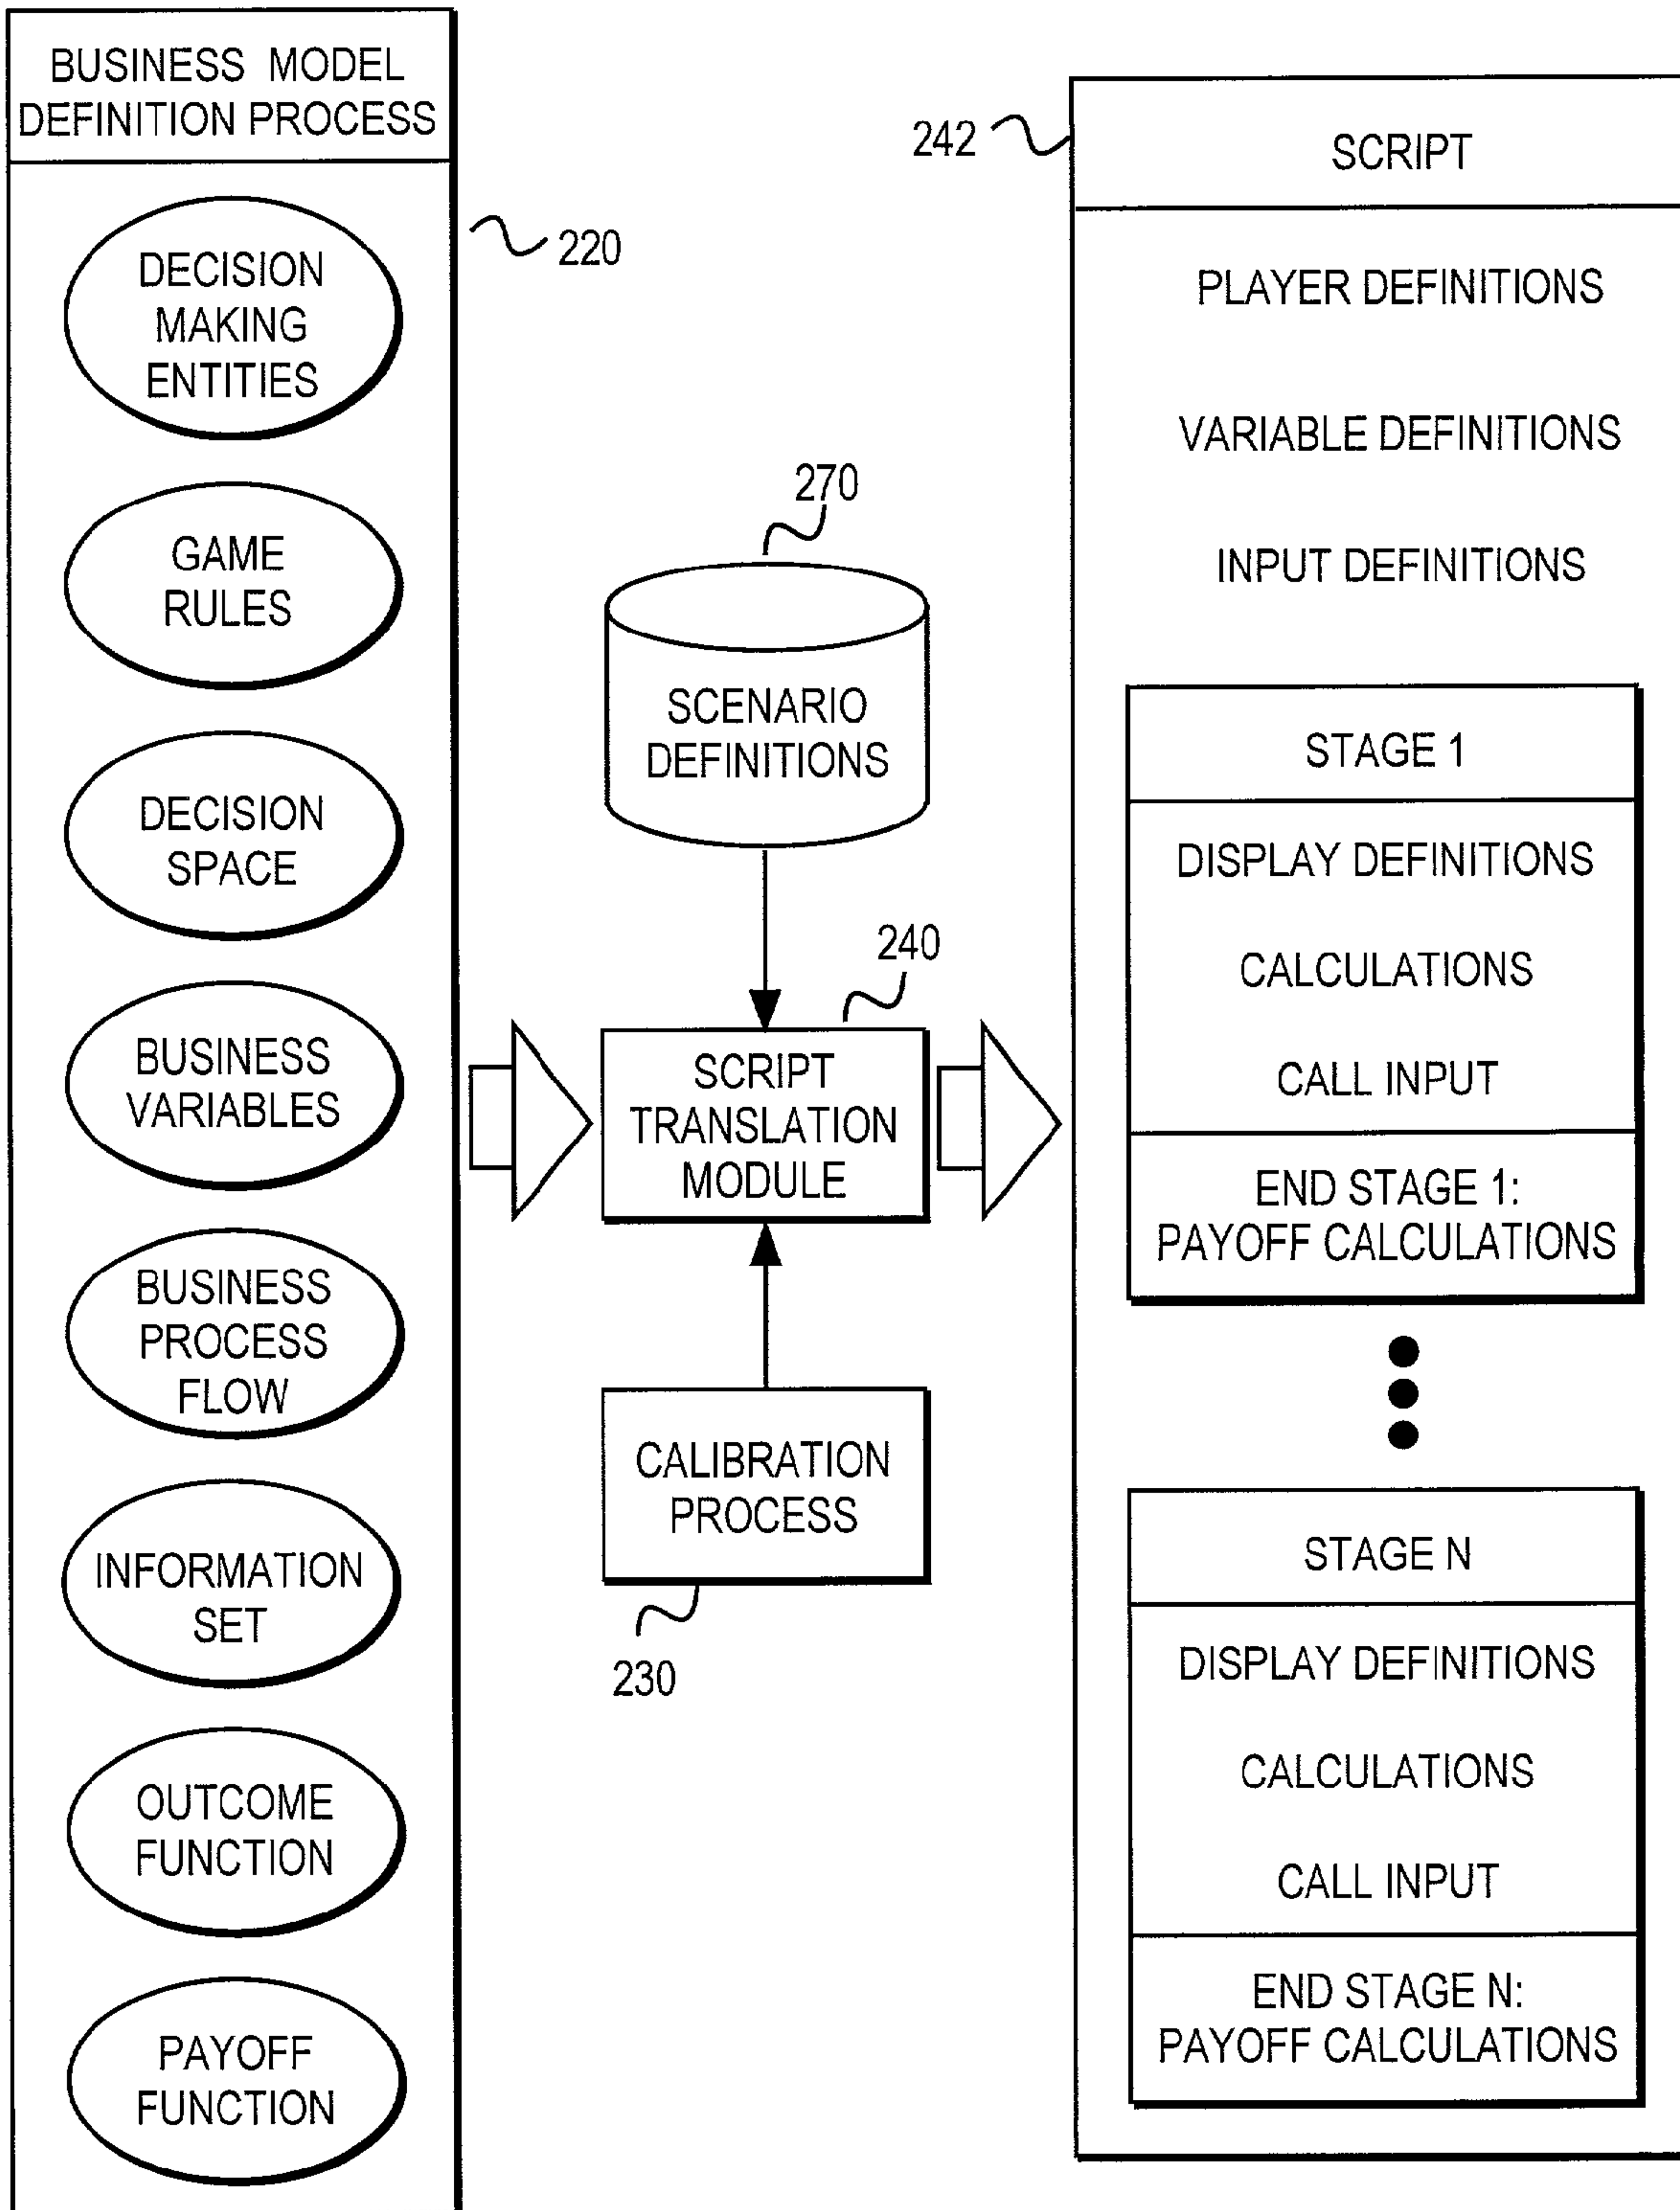 BUSINESS MODEL
DEFINITION PROCESS
220
DECISION
MAKING
ENTITIES
GAME
RULES
DECISION
SPACE
BUSINESS
VARIABLES
BUSINESS
PROCESS
FLOW
INFORMATION
SET
OUTCOME
FUNCTION
PAYOFF
FUNCTION
270
SCENARIO
DEFINITIONS
240
SCRIPT
TRANSLATION
MODULE
CALIBRATION
PROCESS
230
242
SCRIPT
PLAYER DEFINITIONS
VARIABLE DEFINITIONS
INPUT DEFINITIONS
STAGE 1
DISPLAY DEFINITIONS
CALCULATIONS
CALL INPUT
END STAGE 1:
PAYOFF CALCULATIONS
STAGE N
DISPLAY DEFINITIONS
CALCULATIONS
CALL INPUT
END STAGE N:
PAYOFF CALCULATIONS